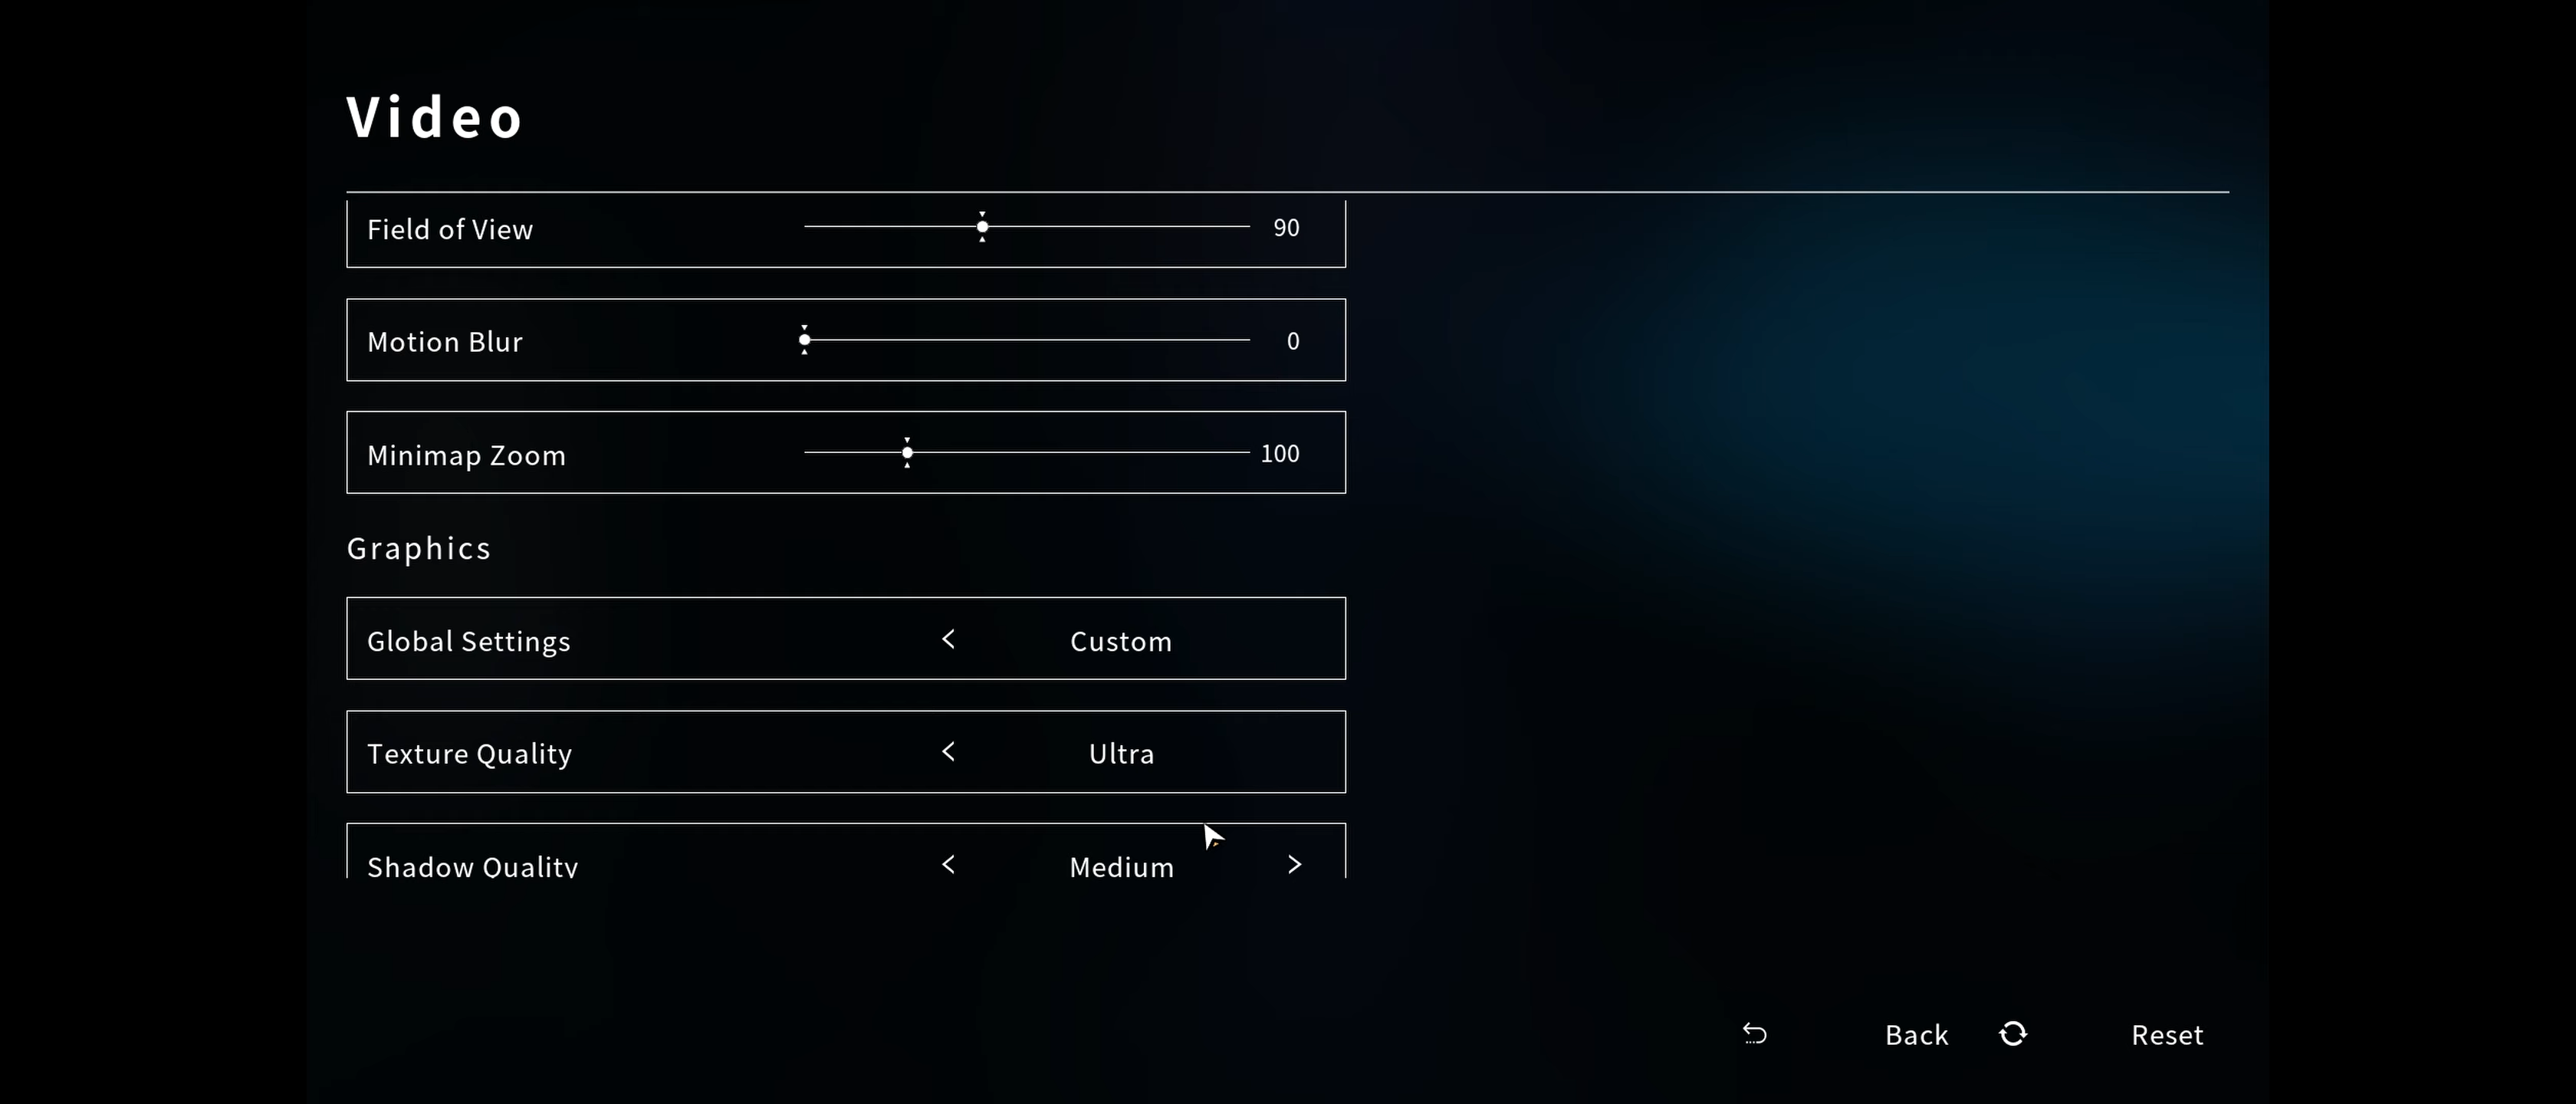 Video
Field of View 90
Motion Blur 0
Minimap Zoom 100
Graphics
Global Settings < Custom
Texture Quality < Ultra
Shadow Quality < Medium >
Back Reset